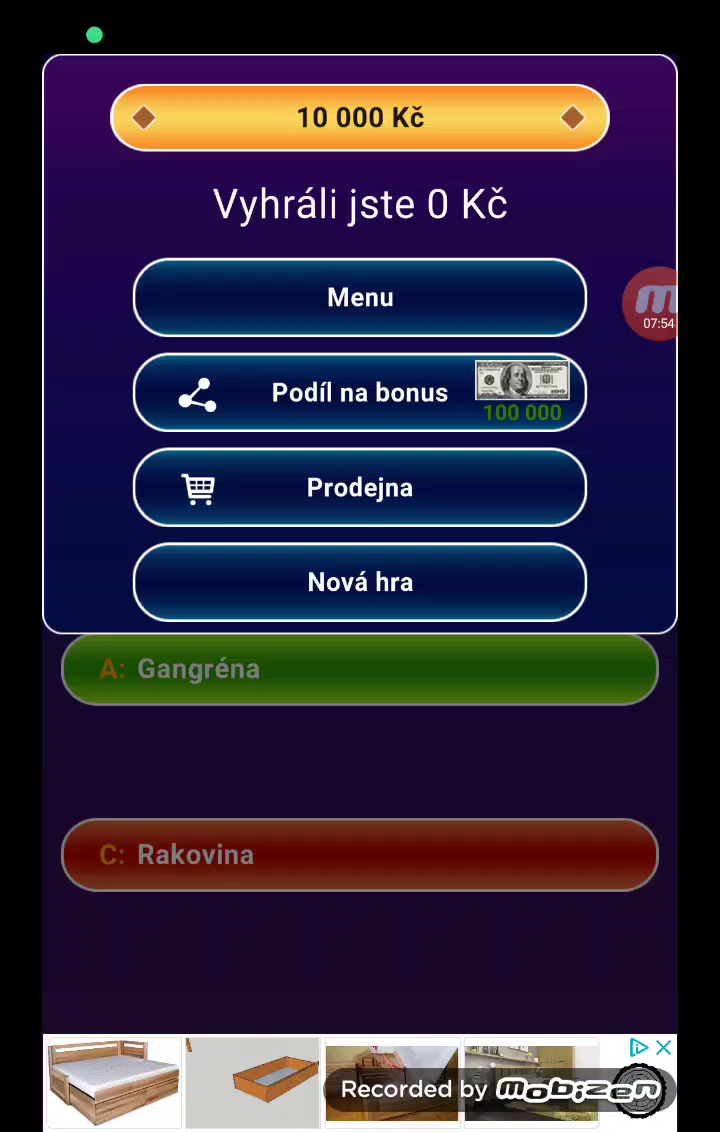 10 000 Kč
Vyhráli jste 0 Kč
Menu
07:54
Podíl na bonus
100 000
Prodejna
Nová hra
A: Gangréna
C: Rakovina
Recorded by mobizen